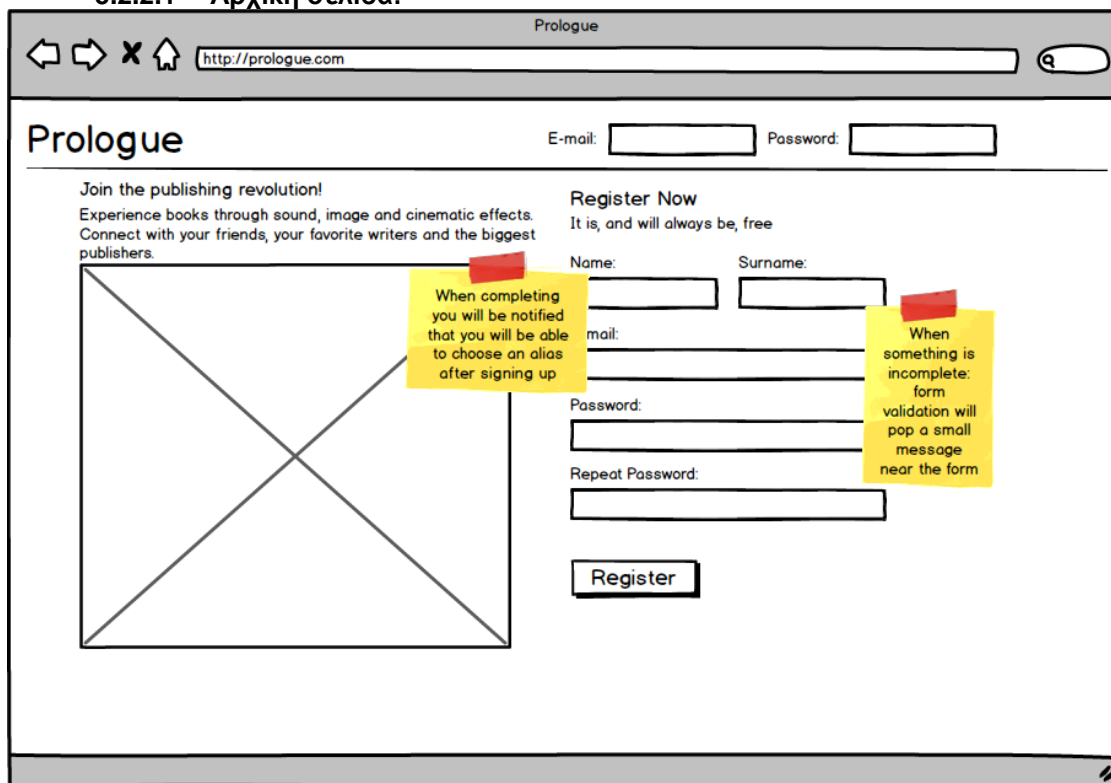 Αρχική σελίδα:
Prologue
http://prologue.com
Prologue
E-mail:
Password:
Join the publishing revolution!
Experience books through sound, image and cinematic effects.
Connect with your friends, your favorite writers and the biggest
publishers.
Register Now
It is, and will always be, free
Name:
Surname:
mail:
Password:
Repeat Password:
Register
When completing
you will be notified
that you will be able
to choose an alias
after signing up
When
something is
incomplete:
form
validation will
pop a small
message
near the form